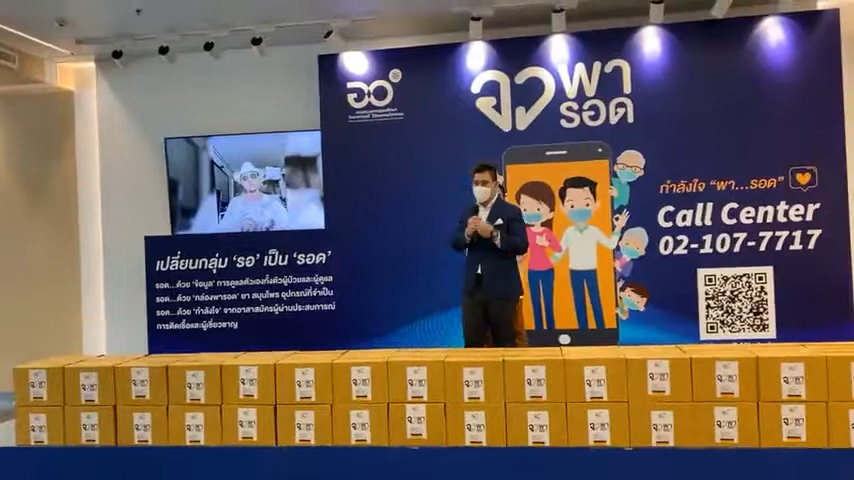 อว
อว
พา
รอด
กำลังใจ “พา...รอด”
Call Center
02-107-7717
เปลี่ยนกลุ่ม ‘รอ’ เป็น ‘รอด’
รอด...ด้วย ‘ข้อมูล’ การดูแลตัวเองทั้งตัวผู้ป่วยและผู้ดูแล
รอด...ด้วย ‘กล่องพารอด’ ยา สมุนไพร อุปกรณ์ที่จำเป็น
รอด...ด้วย ‘กำลังใจ’ จากอาสาสมัครผู้ผ่านประสบการณ์
การติดเชื้อและผู้เชี่ยวชาญ